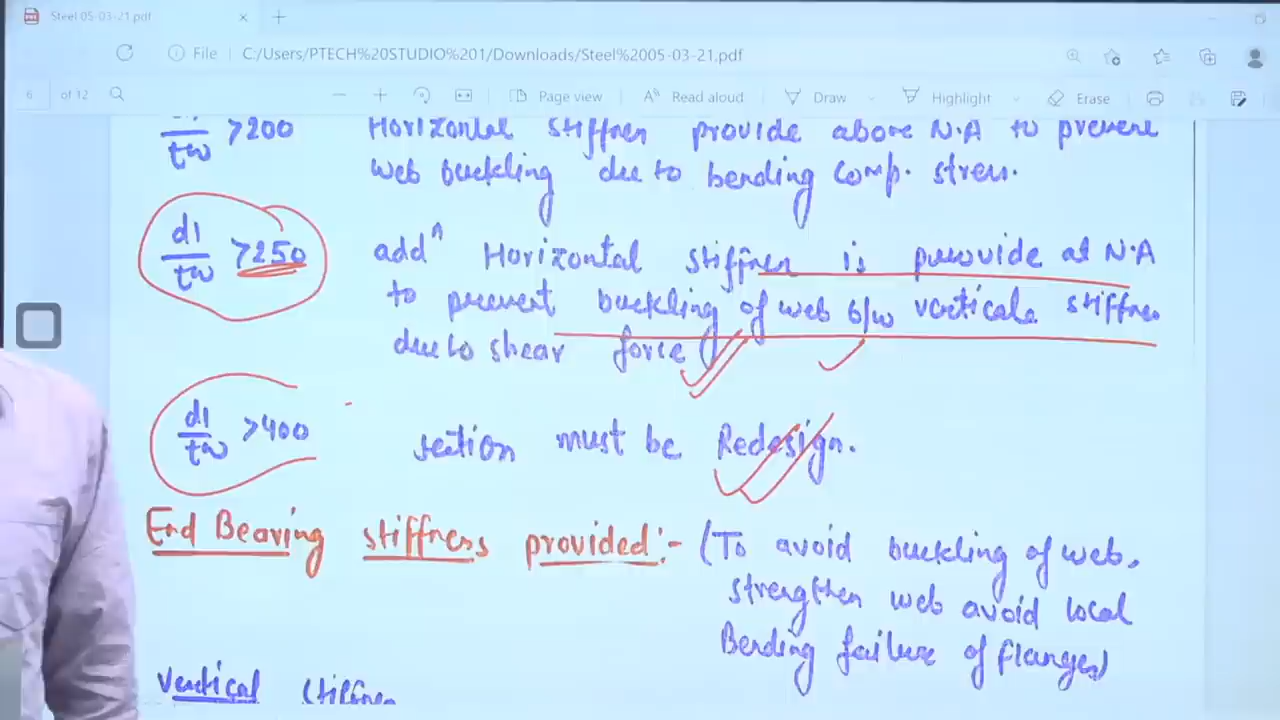 Steel 05-03-21.pdf
File C:/Users/PTECH%20STUDIO%201/Downloads/Steel%2005-03-21.pdf
6 of 12 Page view Read aloud Draw Highlight Erase
d1/tw >200 Horizontal stiffner provide above N.A to prevent
web buckling due to bending comp. stress.
d1/tw >250 addⁿ Horizontal stiffner is provide at N.A
to prevent buckling of web b/w verticale stiffner
due to shear force
d1/tw >400 section must be Redesign.
End Bearing stiffness provided:- (To avoid buckling of web,
strengthen web avoid local
Bending failure of flanges)
vertical stiffner